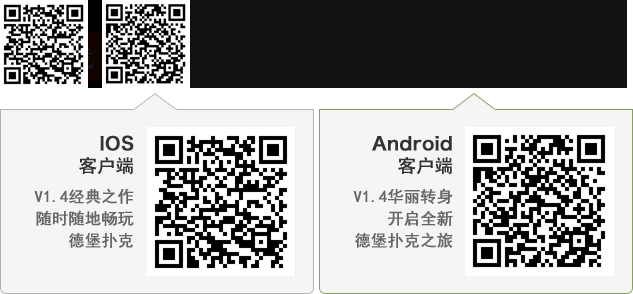 IOS
客户端
V1.4经典之作
随时随地畅玩
德堡扑克
Android
客户端
V1.4华丽转身
开启全新
德堡扑克之旅